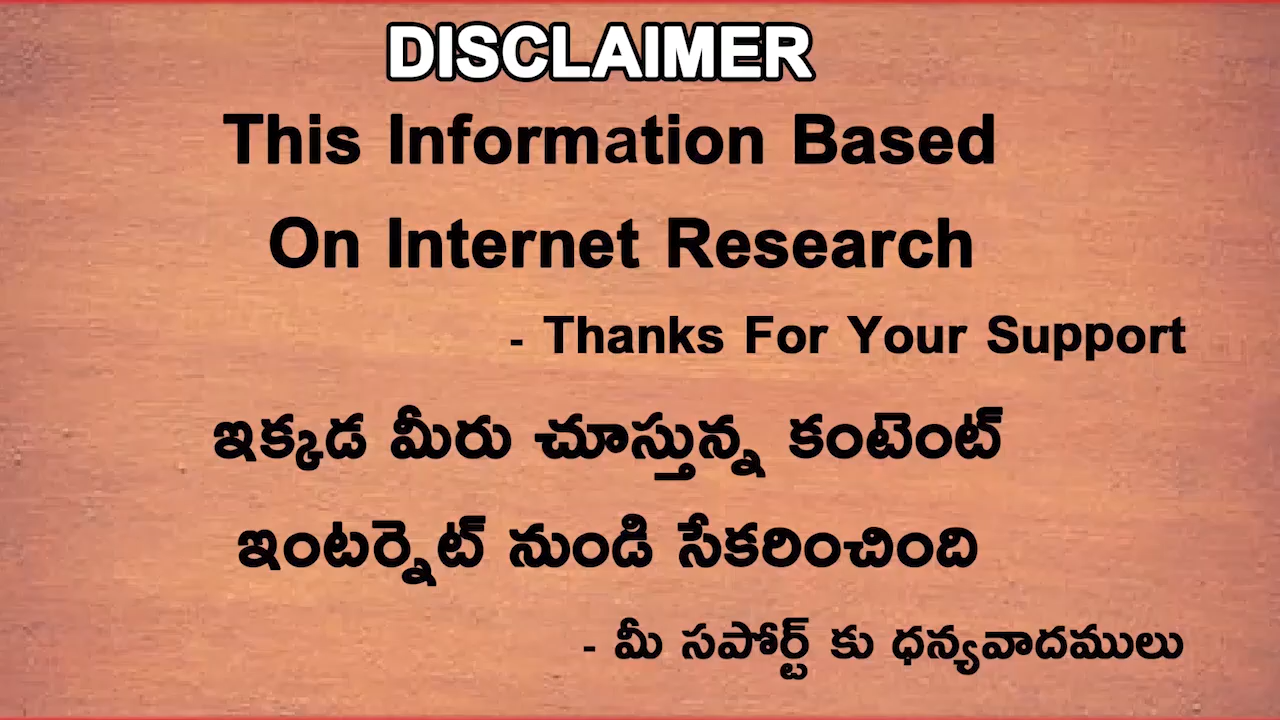 DISCLAIMER
This Information Based
On Internet Research
- Thanks For Your Support
ఇక్కడ మీరు చూస్తున్న కంటెంట్
ఇంటర్నెట్ నుండి సేకరించింది
- మీ సపోర్ట్ కు ధన్యవాదములు